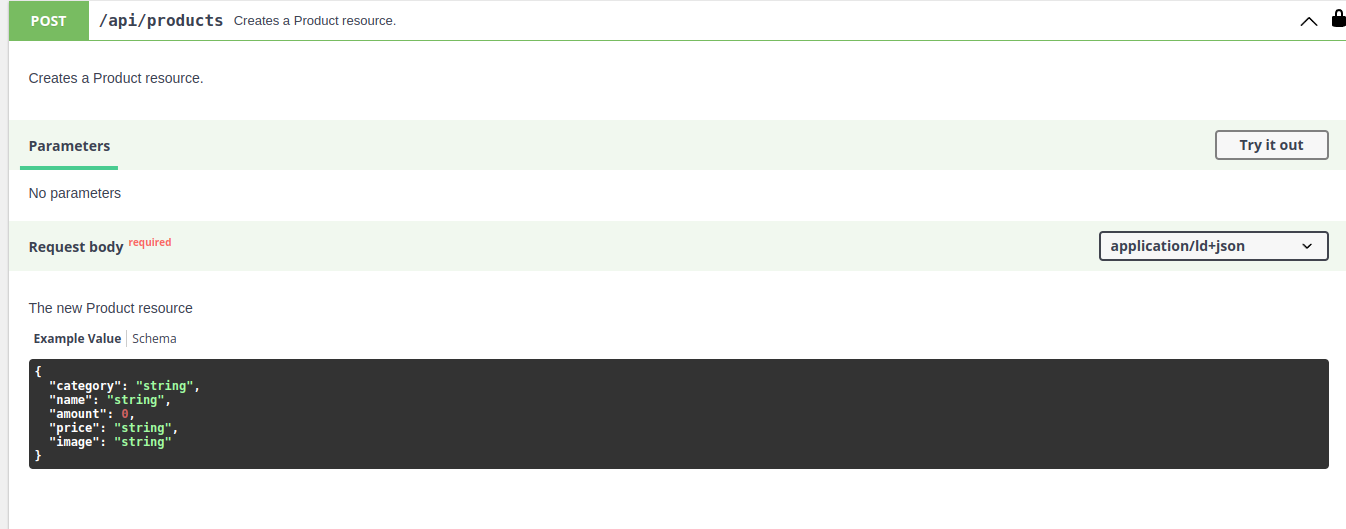 POST /api/products Creates a Product resource.
Creates a Product resource.
Parameters Try it out
No parameters
Request body required application/ld+json
The new Product resource
Example Value Schema
{
"category": "string",
"name": "string",
"amount": 0,
"price": "string",
"image": "string"
}